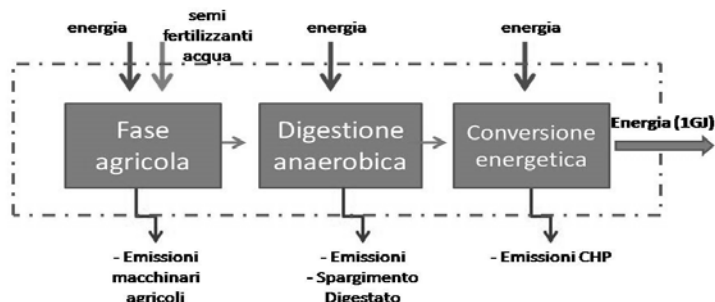 energia
semi
fertilizzanti
acqua
energia
energia
Fase
agricola
Digestione
anaerobica
Conversione
energetica
Energia (1GJ)
- Emissioni
macchinari
agricoli
- Emissioni
- Spargimento
Digestato
- Emissioni CHP